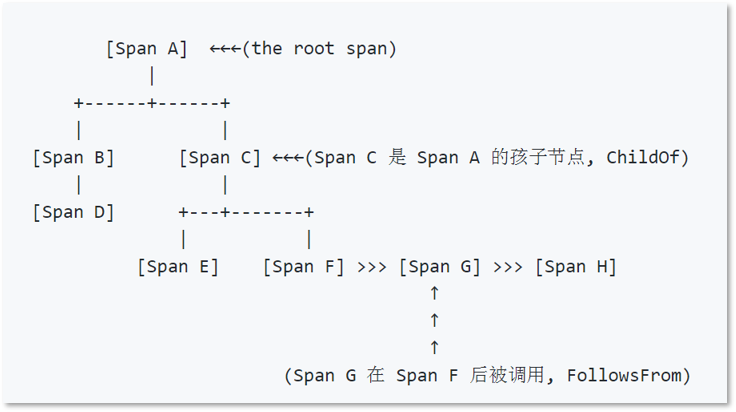 [Span A] ←←←(the root span)
|
+------+------+
| |
[Span B] [Span C] ←←←(Span C 是 Span A 的孩子节点, ChildOf)
| |
[Span D] +---+-------+
| |
[Span E] [Span F] >>> [Span G] >>> [Span H]
↑
↑
↑
(Span G 在 Span F 后被调用, FollowsFrom)